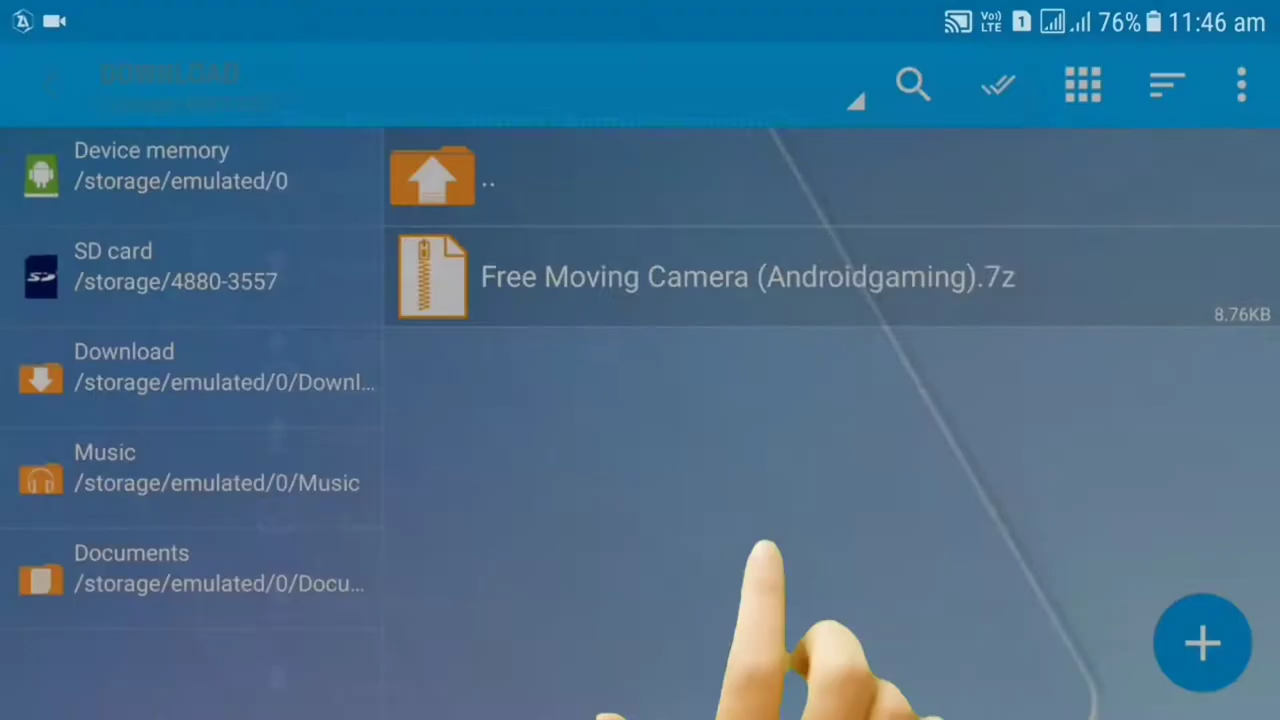 VoJ LTE 1 76% 11:46 am
DOWNLOAD
Device memory
/storage/emulated/0
SD card
/storage/4880-3557
Download
/storage/emulated/0/Downl...
Music
/storage/emulated/0/Music
Documents
/storage/emulated/0/Docu...
..
Free Moving Camera (Androidgaming).7z
8.76KB